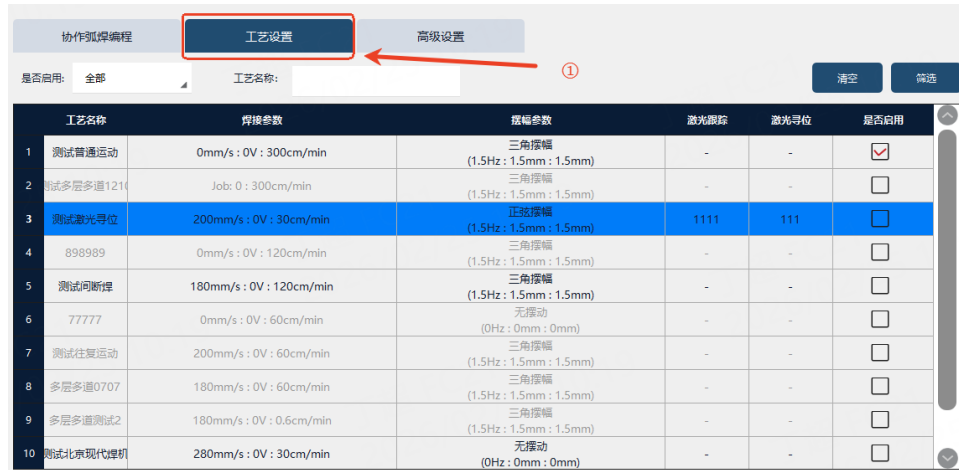 协作弧焊编程 工艺设置 高级设置
是否启用: 全部 工艺名称: ① 清空 筛选
工艺名称 焊接参数 摆幅参数 激光跟踪 激光寻位 是否启用
1 测试普通运动 0mm/s : 0V : 300cm/min 三角摆幅 - -
(1.5Hz : 1.5mm : 1.5mm)
2 测试多层多道1210 Job: 0 : 300cm/min 三角摆幅 - -
(1.5Hz : 1.5mm : 1.5mm)
3 测试激光寻位 200mm/s : 0V : 30cm/min 正弦摆幅 1111 111
(1.5Hz : 1.5mm : 1.5mm)
4 898989 0mm/s : 0V : 120cm/min 三角摆幅 - -
(1.5Hz : 1.5mm : 1.5mm)
5 测试间断焊 180mm/s : 0V : 120cm/min 三角摆幅 - -
(1.5Hz : 1.5mm : 1.5mm)
6 77777 0mm/s : 0V : 60cm/min 无摆动 - -
(0Hz : 0mm : 0mm)
7 测试往复运动 200mm/s : 0V : 60cm/min 三角摆幅 - -
(1.5Hz : 1.5mm : 1.5mm)
8 多层多道0707 180mm/s : 0V : 60cm/min 三角摆幅 - -
(1.5Hz : 1.5mm : 1.5mm)
9 多层多道测试2 180mm/s : 0V : 0.6cm/min 三角摆幅 - -
(1.5Hz : 1.5mm : 1.5mm)
10 测试北京现代焊机 280mm/s : 0V : 30cm/min 无摆动 - -
(0Hz : 0mm : 0mm)